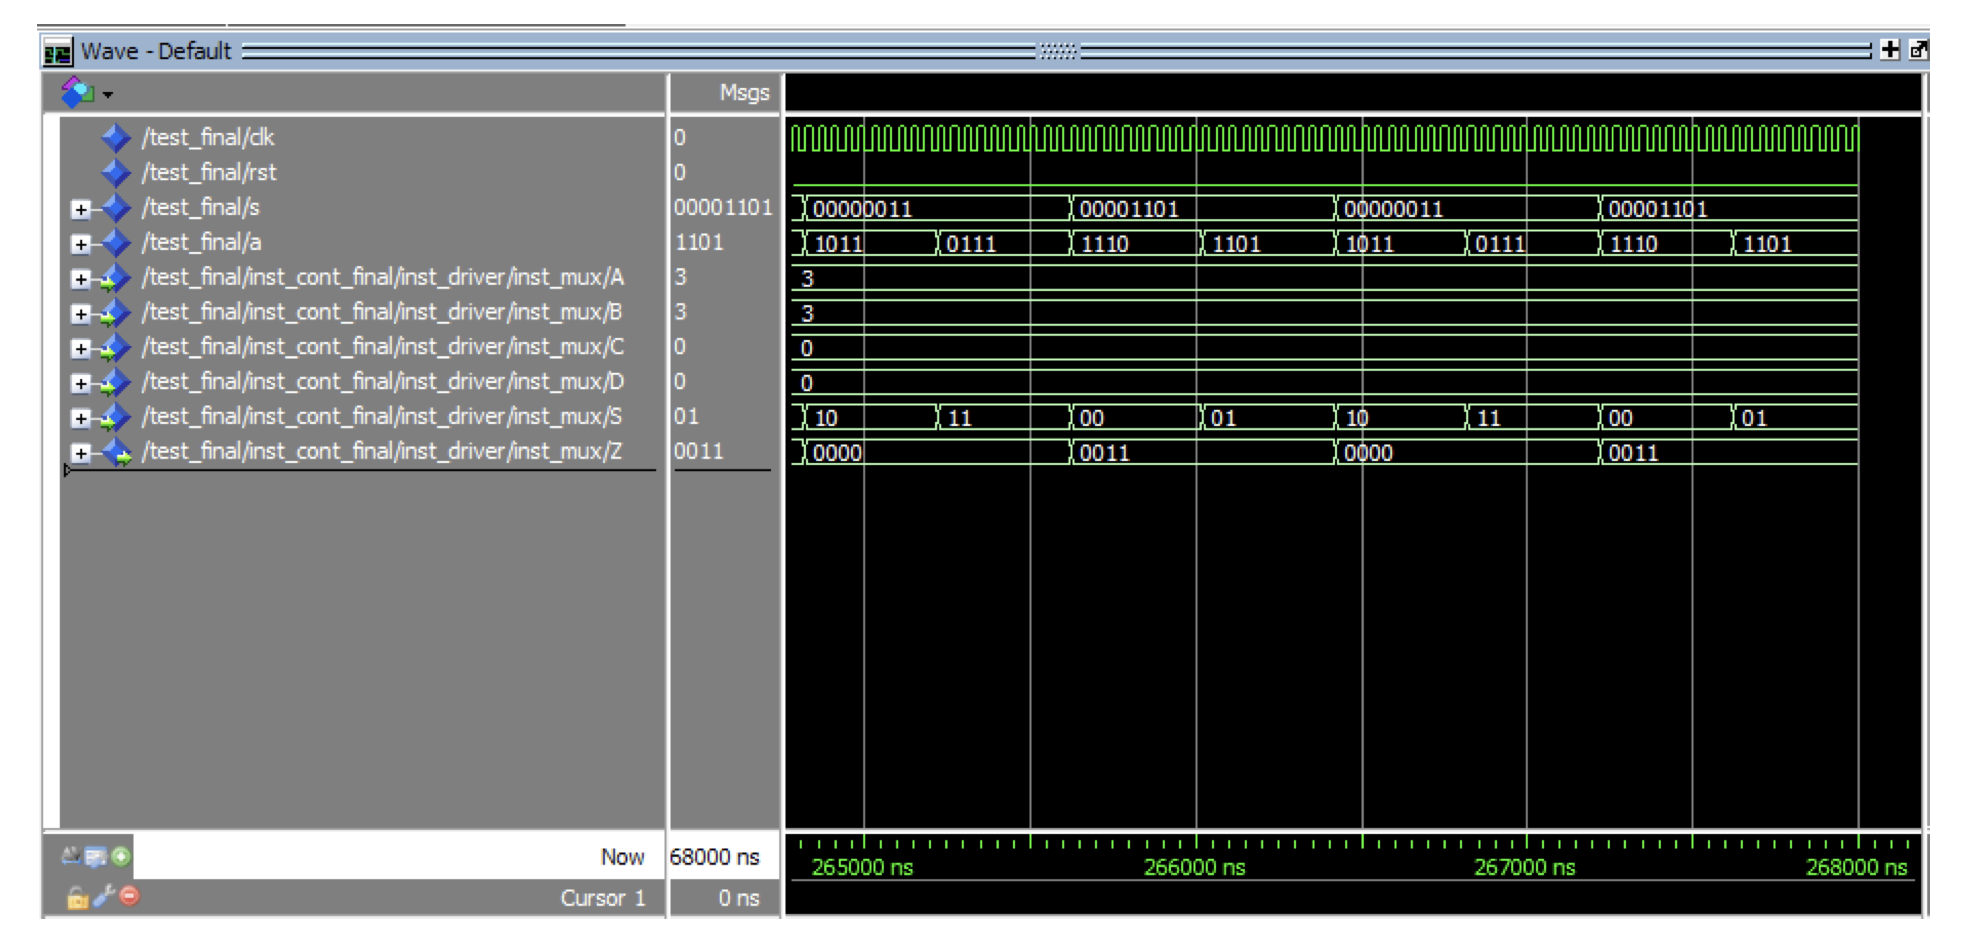 Wave - Default
Msgs
/test_final/clk 0
/test_final/rst 0
/test_final/s 00001101 00000011 00001101 00000011 00001101
/test_final/a 1101 1011 0111 1110 1101 1011 0111 1110 1101
/test_final/inst_cont_final/inst_driver/inst_mux/A 3 3
/test_final/inst_cont_final/inst_driver/inst_mux/B 3 3
/test_final/inst_cont_final/inst_driver/inst_mux/C 0 0
/test_final/inst_cont_final/inst_driver/inst_mux/D 0 0
/test_final/inst_cont_final/inst_driver/inst_mux/S 01 10 11 00 01 10 11 00 01
/test_final/inst_cont_final/inst_driver/inst_mux/Z 0011 0000 0011 0000 0011
Now 68000 ns 265000 ns 266000 ns 267000 ns 268000 ns
Cursor 1 0 ns